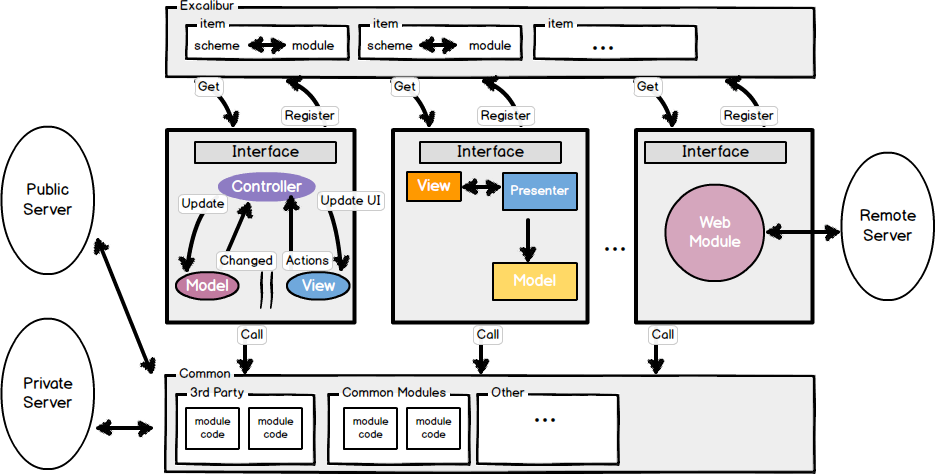 Excalibur
item
item
item
scheme
module
scheme
module
...
Get
Get
Get
Register
Register
Register
Interface
Interface
Interface
Controller
View
Presenter
Public
Server
Update
Update UI
Web
Module
Remote
Server
...
Changed
Actions
Model
View
Model
Call
Call
Call
Common
Private
Server
3rd Party
Common Modules
Other
module
code
module
code
module
code
module
code
...